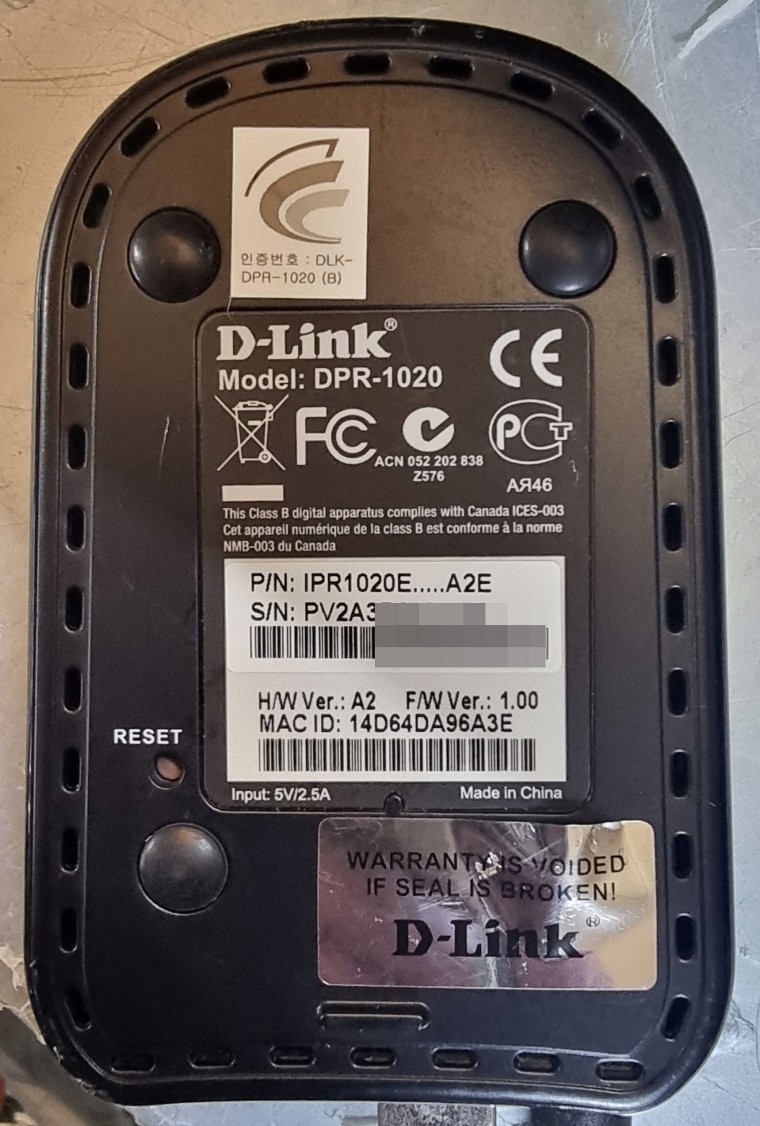 인증번호 : DLK-
DPR-1020 (B)
D-Link®
Model: DPR-1020
CE
FC
ACN 052 202 838
Z576
PCT
АЯ46
This Class B digital apparatus complies with Canada ICES-003
Cet appareil numérique de la class B est conforme à la norme
NMB-003 du Canada
P/N: IPR1020E.....A2E
S/N: PV2A3
H/W Ver.: A2 F/W Ver.: 1.00
MAC ID: 14D64DA96A3E
RESET
Input: 5V/2.5A Made in China
WARRANTY IS VOIDED
IF SEAL IS BROKEN!
D-Link®